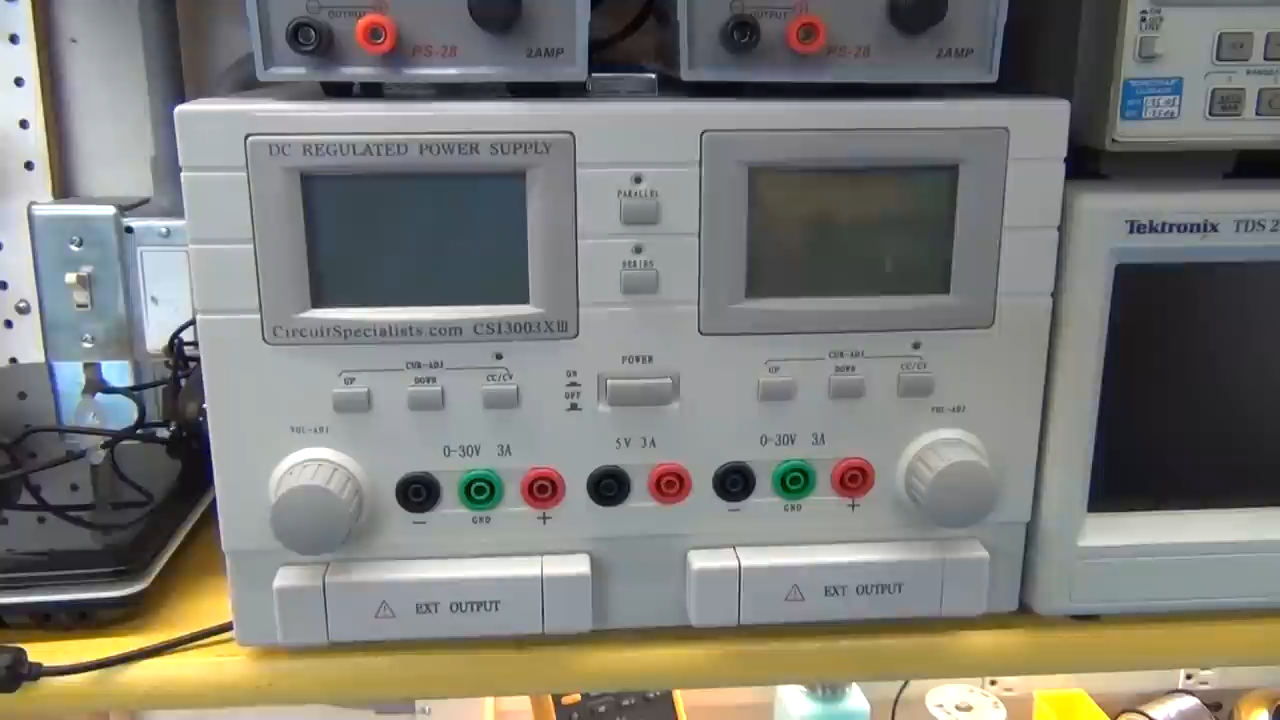 OUTPUT
PS-28
2AMP
OUTPUT
PS-28
2AMP
DC REGULATED POWER SUPPLY
CircuitSpecialists.com CSI3003XIII
PARALLEL
SERIES
Tektronix TDS 2
CUR-ADJ
UP
DOWN
CC/CV
POWER
ON
OFF
CUR-ADJ
UP
DOWN
CC/CV
VOL-ADJ
VOL-ADJ
0-30V 3A
5V 3A
0-30V 3A
−
GND
+
−
GND
+
EXT OUTPUT
EXT OUTPUT